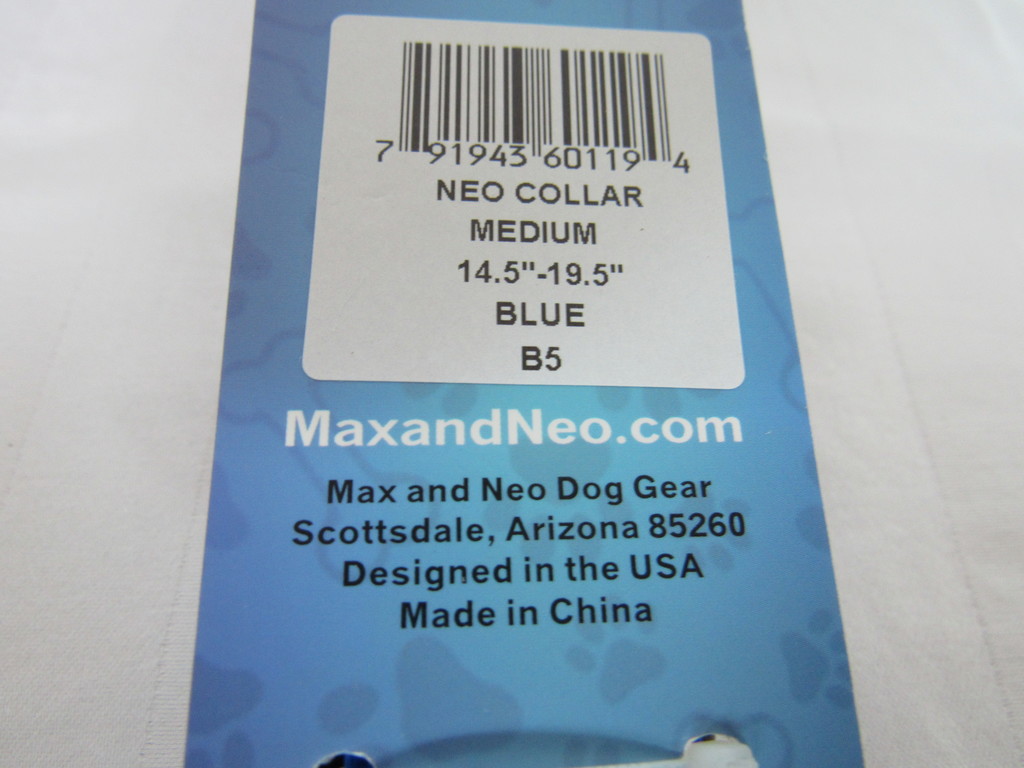 7 91943 60119 4
NEO COLLAR
MEDIUM
14.5"-19.5"
BLUE
B5
MaxandNeo.com
Max and Neo Dog Gear
Scottsdale, Arizona 85260
Designed in the USA
Made in China